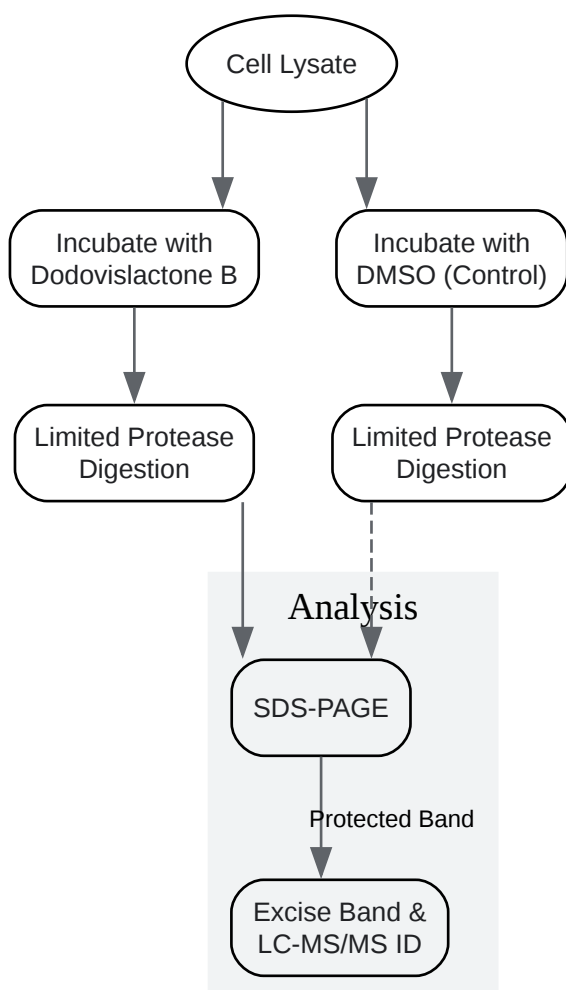 Cell Lysate
Incubate with
Dodovislactone B
Incubate with
DMSO (Control)
Limited Protease
Digestion
Limited Protease
Digestion
Analysis
SDS-PAGE
Protected Band
Excise Band &
LC-MS/MS ID